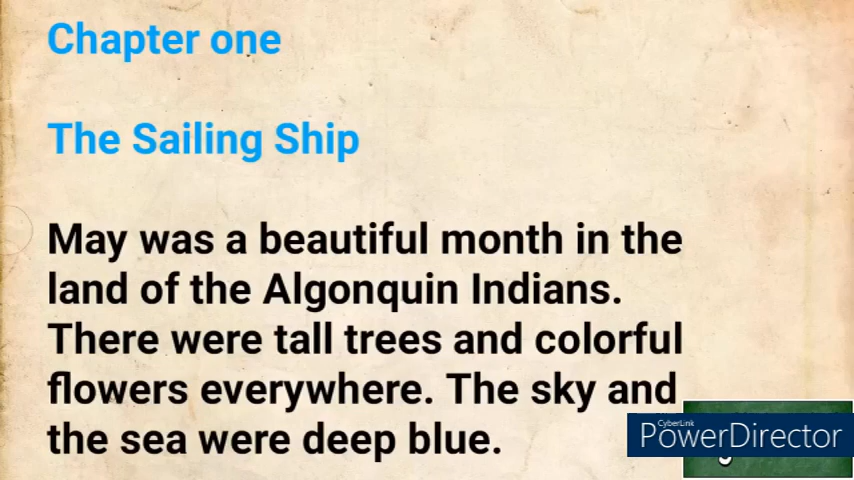 Chapter one
The Sailing Ship
May was a beautiful month in the
land of the Algonquin Indians.
There were tall trees and colorful
flowers everywhere. The sky and
the sea were deep blue.
CyberLink
PowerDirector